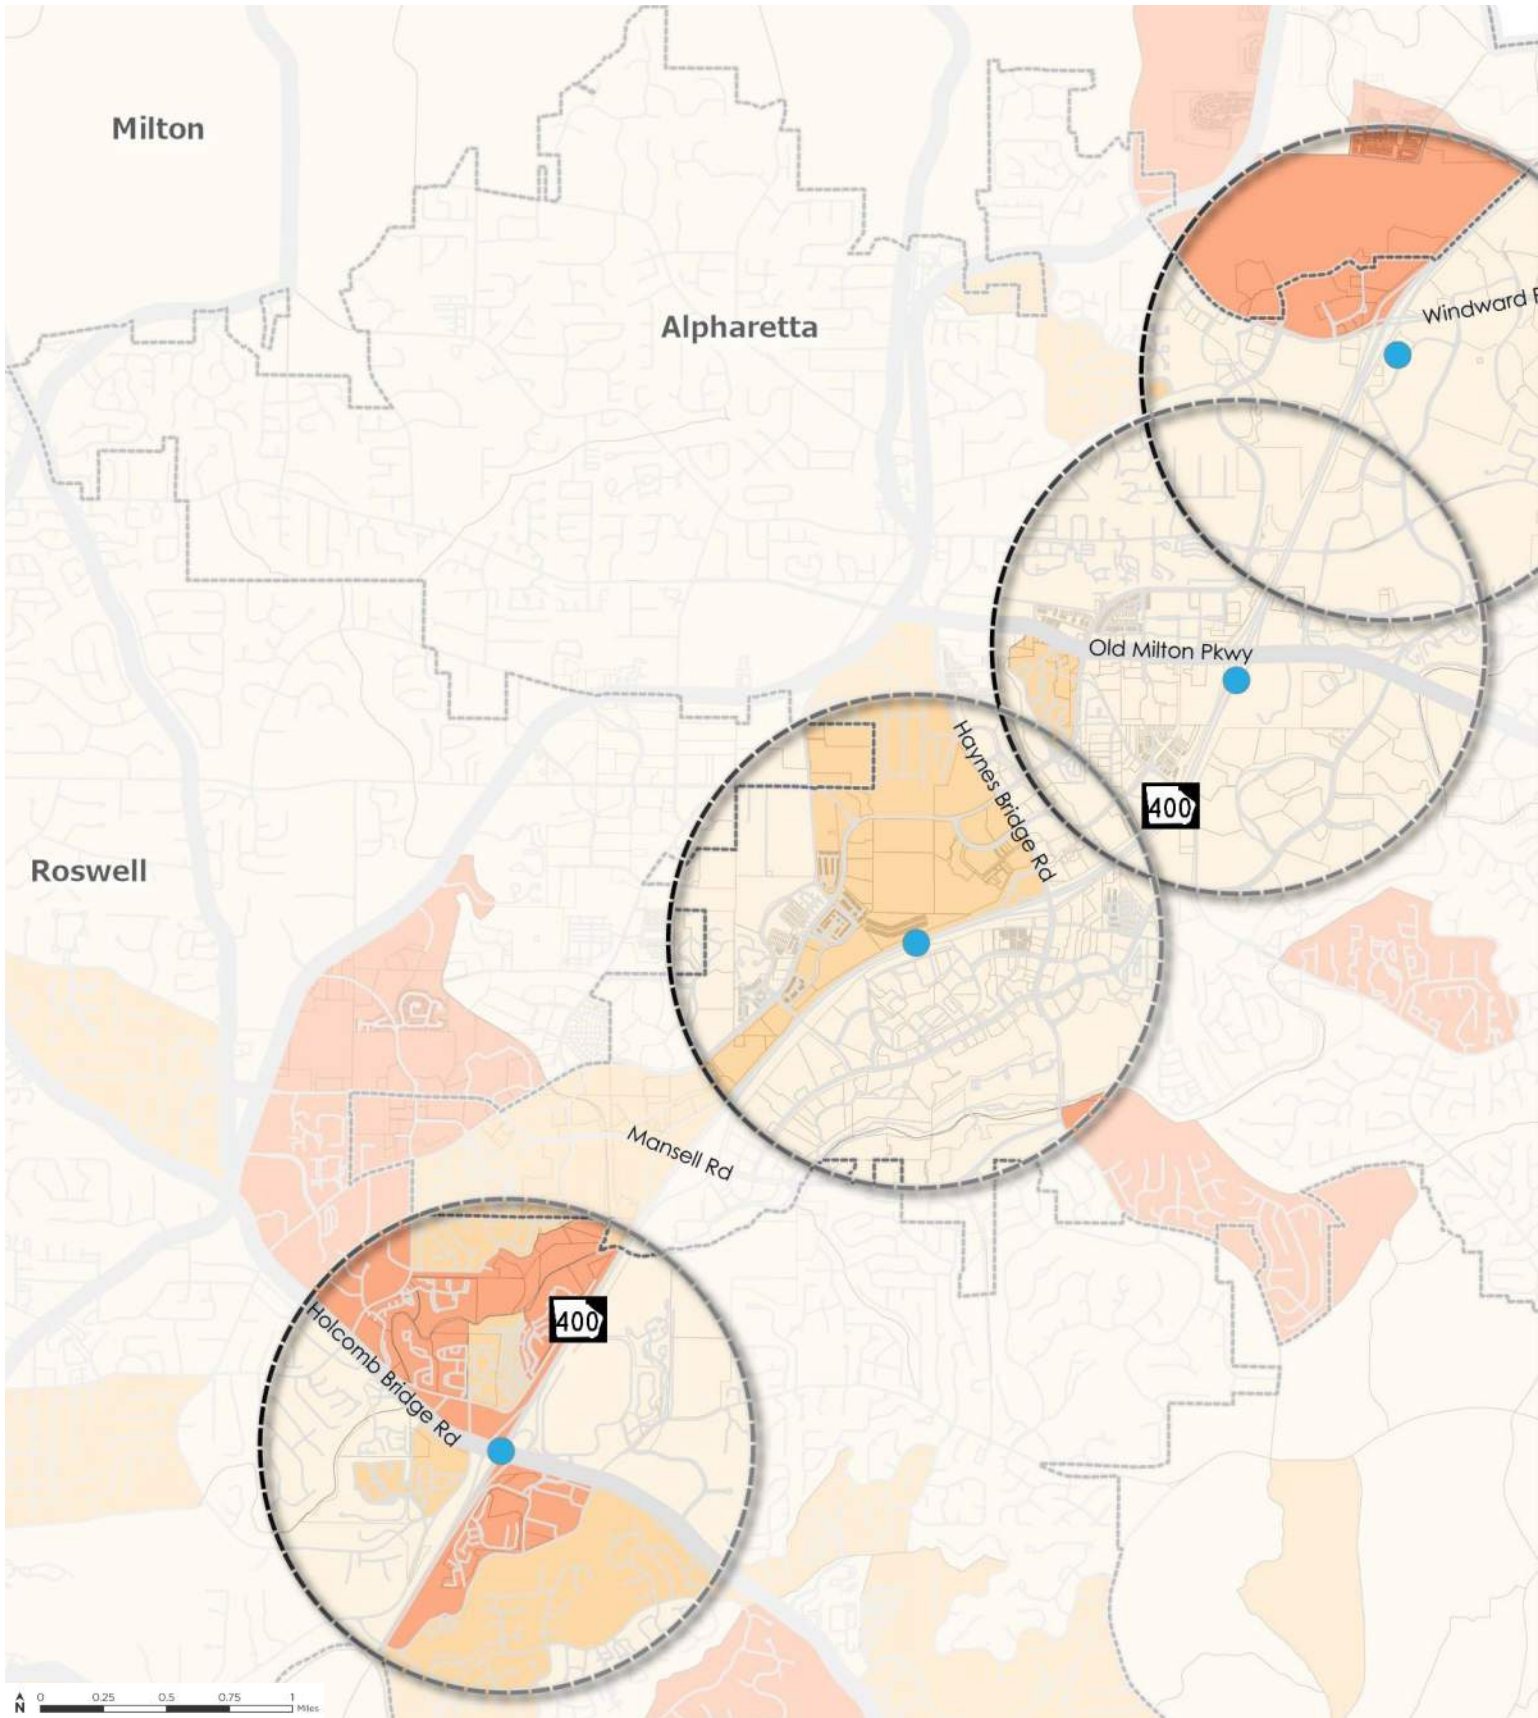 Milton
Alpharetta
Windward
Old Milton Pkwy
Haynes Bridge Rd
400
Roswell
Mansell Rd
400
Holcomb Bridge Rd
N
0 0.25 0.5 0.75 1
Miles